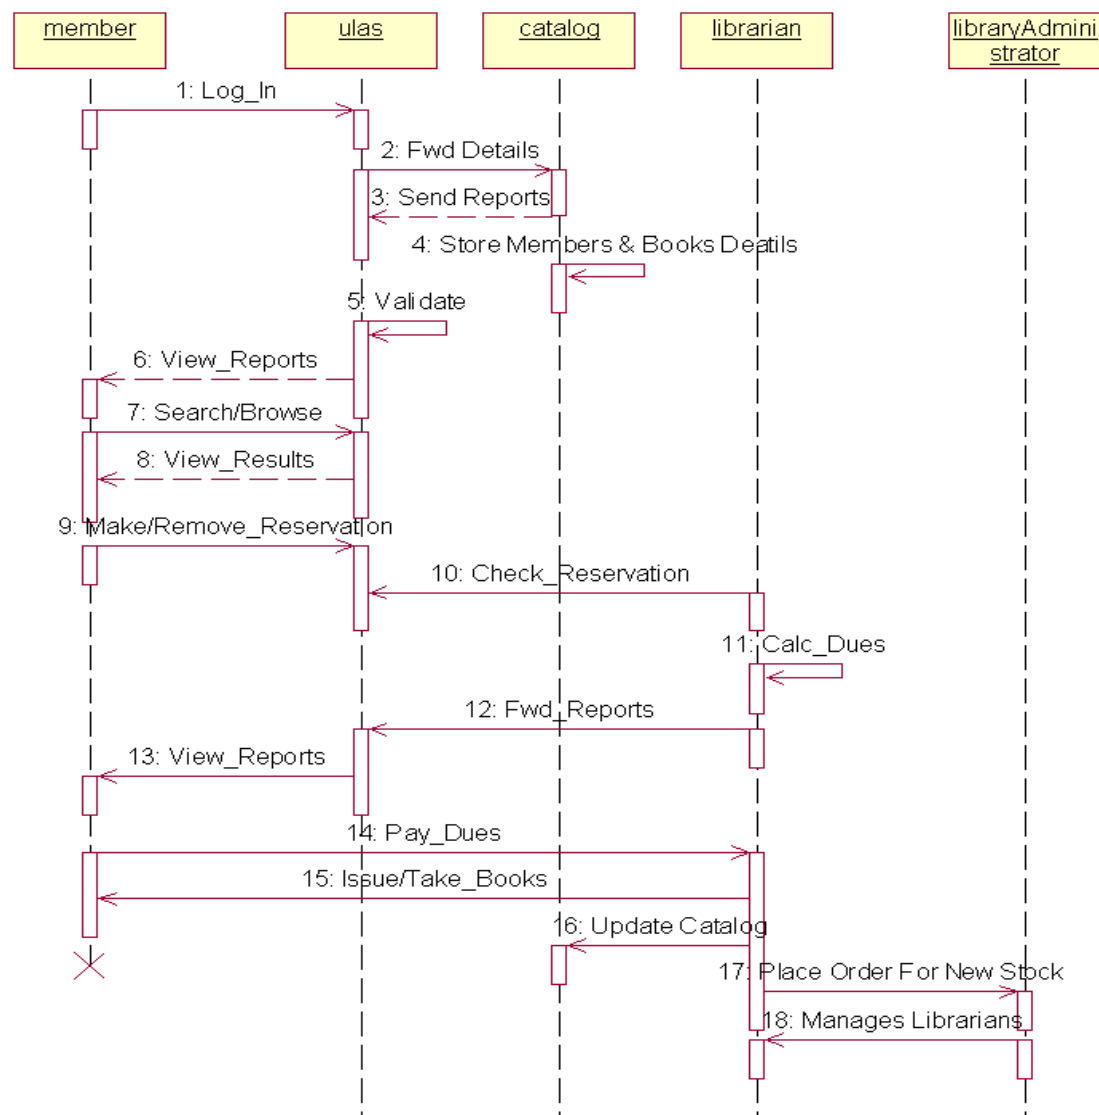 member
ulas
catalog
librarian
libraryAdmini
strator
1: Log_In
2: Fwd Details
3: Send Reports
4: Store Members & Books Deatils
5: Validate
6: View_Reports
7: Search/Browse
8: View_Results
9: Make/Remove_Reservation
10: Check_Reservation
11: Calc_Dues
12: Fwd_Reports
13: View_Reports
14: Pay_Dues
15: Issue/Take_Books
16: Update Catalog
17: Place Order For New Stock
18: Manages Librarians